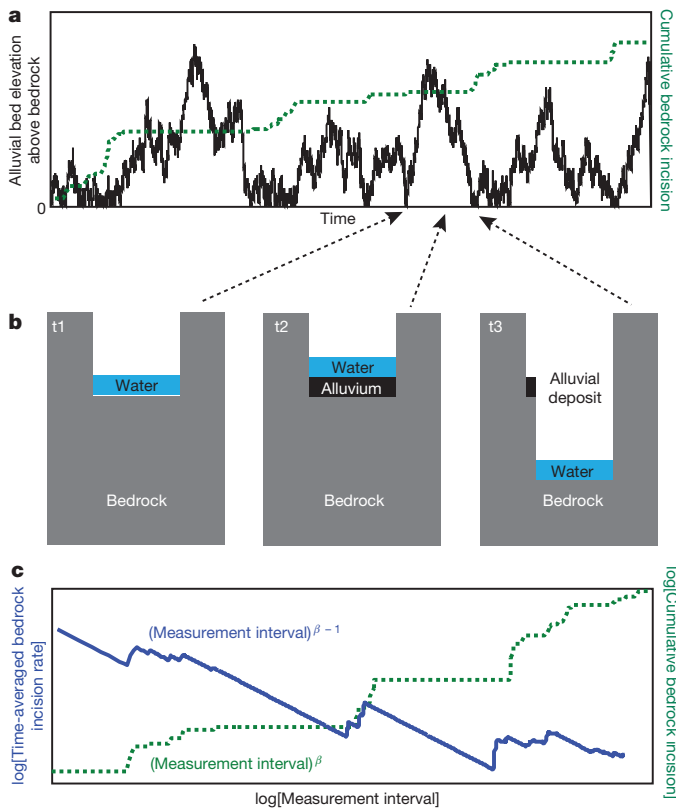 a
Alluvial bed elevation
above bedrock
Cumulative bedrock incision
0
Time
b
t1
Water
Bedrock
t2
Water
Alluvium
Bedrock
t3
Alluvial
deposit
Water
Bedrock
c
log[Time-averaged bedrock
incision rate]
(Measurement interval)^{β – 1}
(Measurement interval)^{β}
log[Cumulative bedrock incision]
log[Measurement interval]